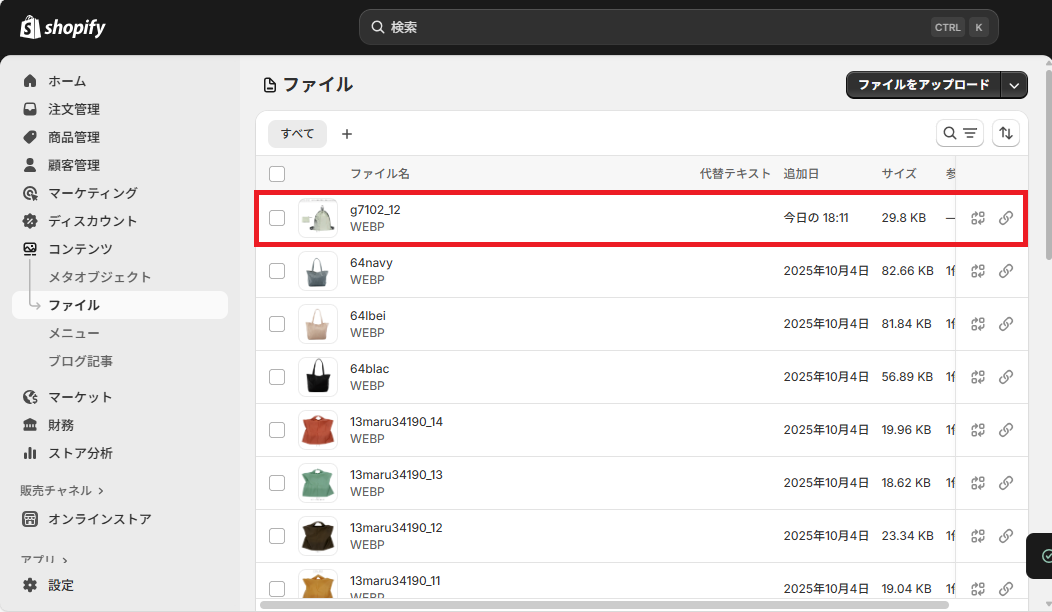 shopify
検索
CTRL K
ホーム
注文管理
商品管理
顧客管理
マーケティング
ディスカウント
コンテンツ
メタオブジェクト
ファイル
メニュー
ブログ記事
マーケット
財務
ストア分析
販売チャネル
オンラインストア
アプリ
設定
ファイル
ファイルをアップロード
すべて +
ファイル名 代替テキスト 追加日 サイズ 参
g7102_12
WEBP
今日の 18:11 29.8 KB —
64navy
WEBP
2025年10月4日 82.66 KB 1
64lbei
WEBP
2025年10月4日 81.84 KB 1
64blac
WEBP
2025年10月4日 56.89 KB 1
13maru34190_14
WEBP
2025年10月4日 19.96 KB 1
13maru34190_13
WEBP
2025年10月4日 18.62 KB 1
13maru34190_12
WEBP
2025年10月4日 23.34 KB 1
13maru34190_11
WEBP
2025年10月4日 19.04 KB 1